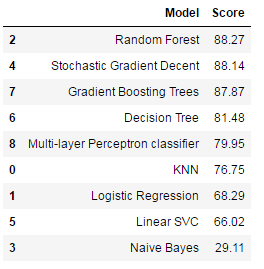 Model Score
2 Random Forest 88.27
4 Stochastic Gradient Decent 88.14
7 Gradient Boosting Trees 87.87
6 Decision Tree 81.48
8 Multi-layer Perceptron classifier 79.95
0 KNN 76.75
1 Logistic Regression 68.29
5 Linear SVC 66.02
3 Naive Bayes 29.11